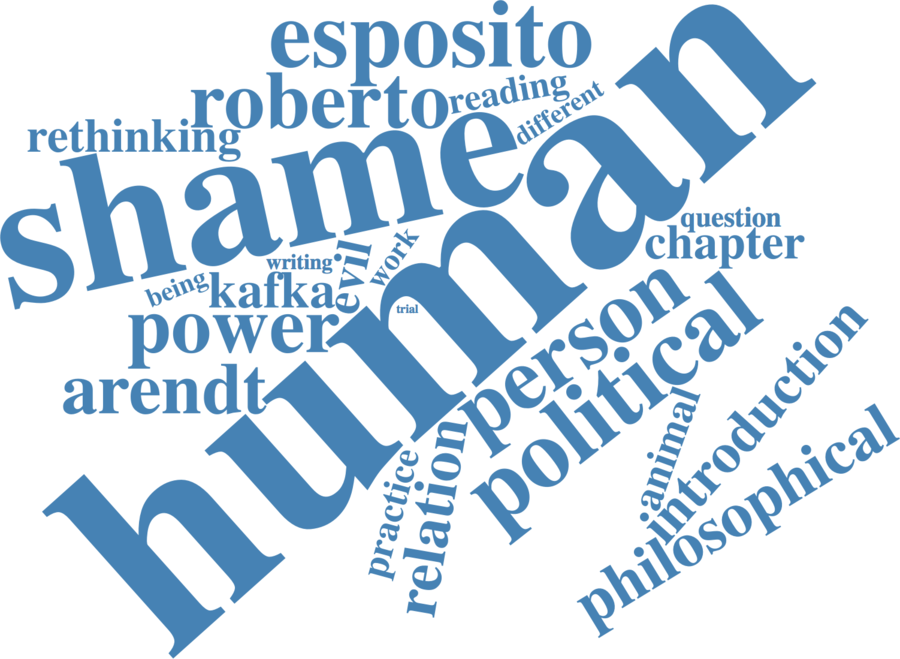 esposito
roberto
reading
different
rethinking
shame
human
question
chapter
writing
evil
work
being
kafka
trial
power
person
arendt
political
practice
relation
animal
introduction
philosophical